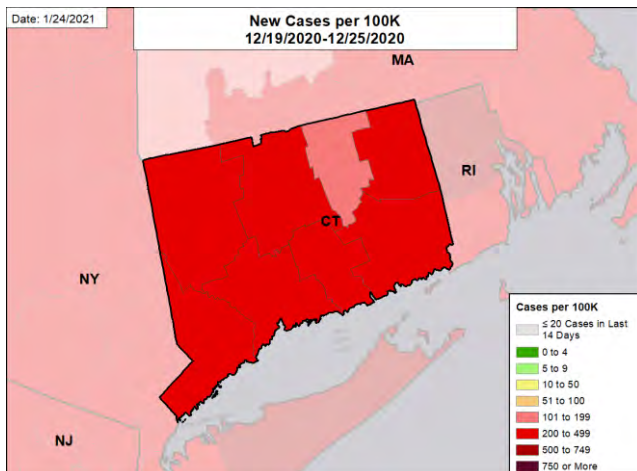 Date: 1/24/2021
New Cases per 100K
12/19/2020-12/25/2020
MA
RI
CT
NY
NJ
Cases per 100K
≤ 20 Cases in Last
14 Days
0 to 4
5 to 9
10 to 50
51 to 100
101 to 199
200 to 499
500 to 749
750 or More